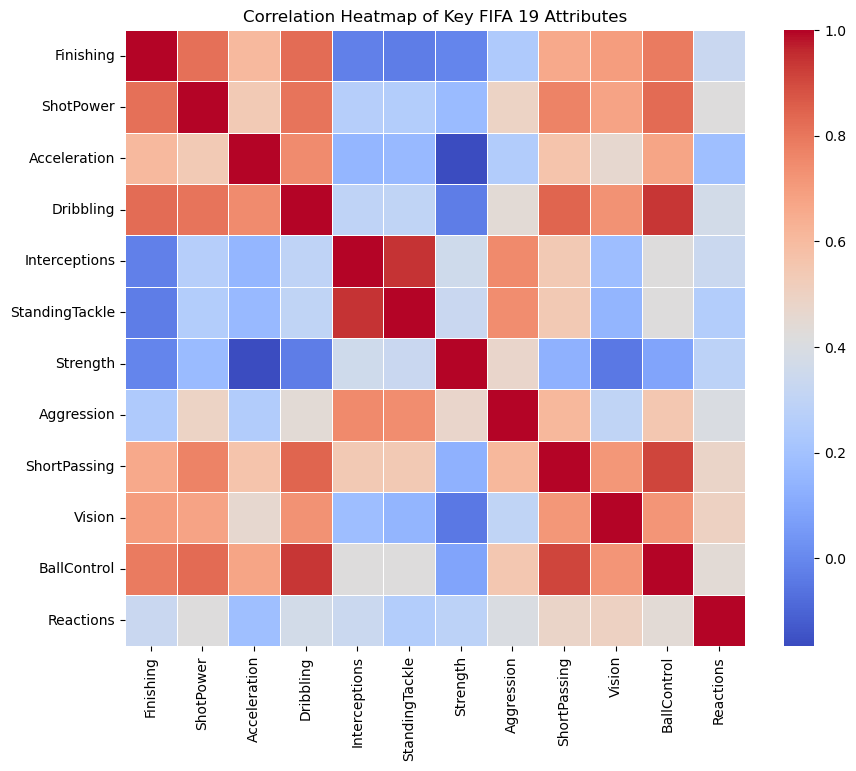 Correlation Heatmap of Key FIFA 19 Attributes
Finishing
ShotPower
Acceleration
Dribbling
Interceptions
StandingTackle
Strength
Aggression
ShortPassing
Vision
BallControl
Reactions
Finishing
ShotPower
Acceleration
Dribbling
Interceptions
StandingTackle
Strength
Aggression
ShortPassing
Vision
BallControl
Reactions
1.0
0.8
0.6
0.4
0.2
0.0